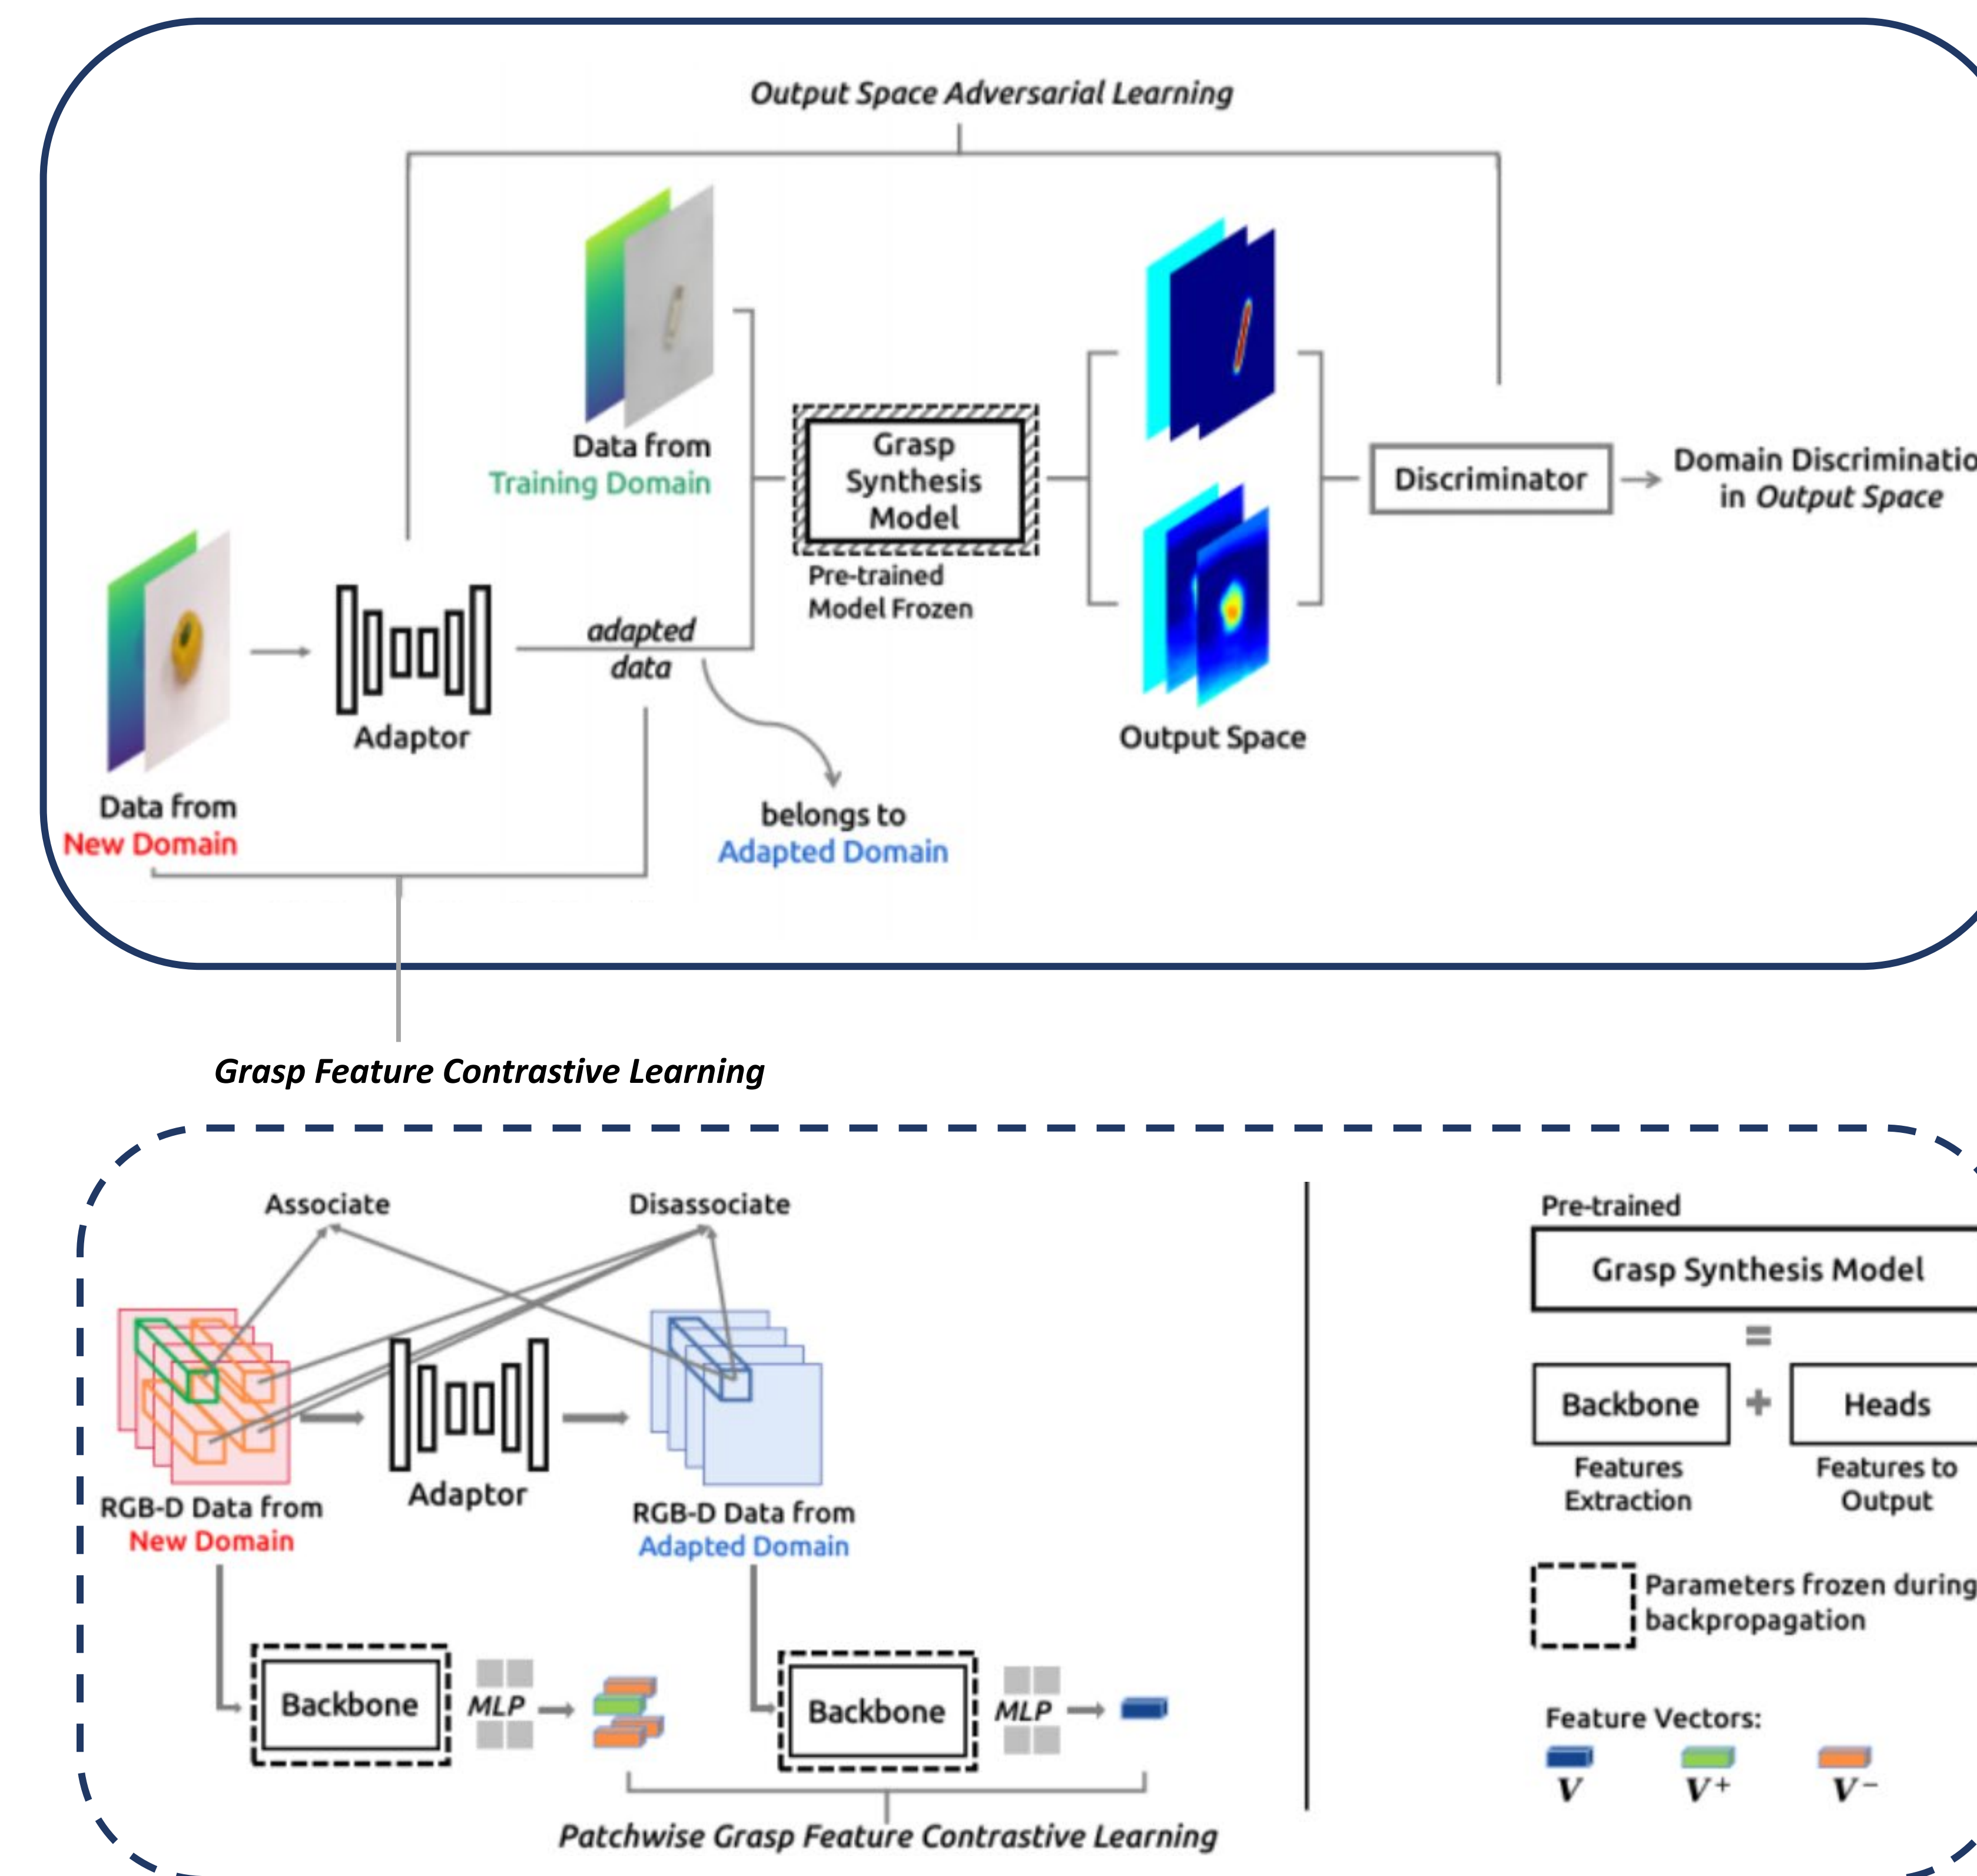 Output Space Adversarial Learning
Data from
Training Domain
Grasp
Synthesis
Model
Pre-trained
Model Frozen
Discriminator
Domain Discriminatio
in Output Space
adapted
data
Adaptor
Output Space
Data from
New Domain
belongs to
Adapted Domain
Grasp Feature Contrastive Learning
Associate
Disassociate
Adaptor
RGB-D Data from
New Domain
RGB-D Data from
Adapted Domain
Backbone
MLP
Backbone
MLP
Patchwise Grasp Feature Contrastive Learning
Pre-trained
Grasp Synthesis Model
=
Backbone + Heads
Features
Extraction
Features to
Output
Parameters frozen during
backpropagation
Feature Vectors:
V V+ V−